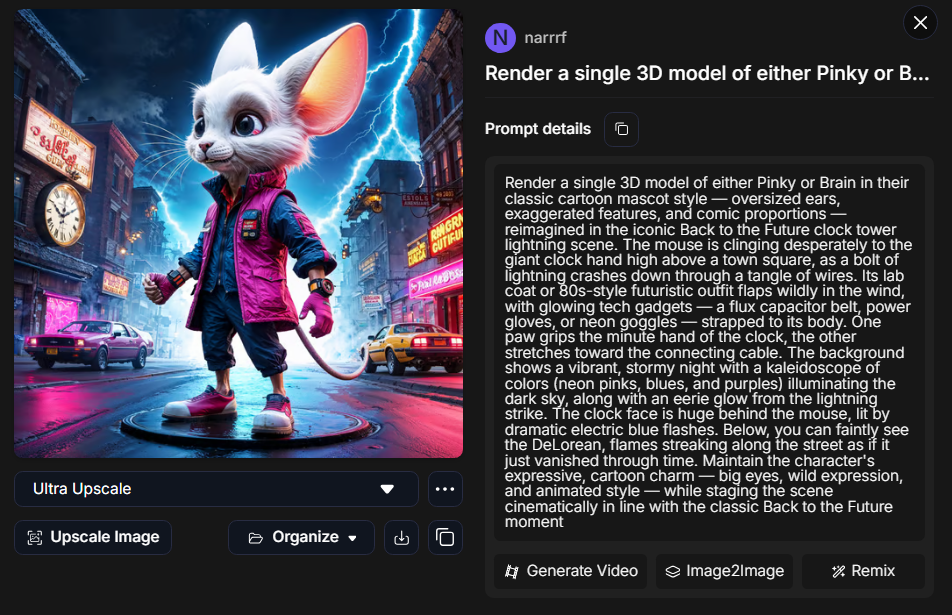 N narrrf
Render a single 3D model of either Pinky or B...
Prompt details
Render a single 3D model of either Pinky or Brain in their
classic cartoon mascot style — oversized ears,
exaggerated features, and comic proportions —
reimagined in the iconic Back to the Future clock tower
lightning scene. The mouse is clinging desperately to the
giant clock hand high above a town square, as a bolt of
lightning crashes down through a tangle of wires. Its lab
coat or 80s-style futuristic outfit flaps wildly in the wind,
with glowing tech gadgets — a flux capacitor belt, power
gloves, or neon goggles — strapped to its body. One
paw grips the minute hand of the clock, the other
stretches toward the connecting cable. The background
shows a vibrant, stormy night with a kaleidoscope of
colors (neon pinks, blues, and purples) illuminating the
dark sky, along with an eerie glow from the lightning
strike. The clock face is huge behind the mouse, lit by
dramatic electric blue flashes. Below, you can faintly see
the DeLorean, flames streaking along the street as if it
just vanished through time. Maintain the character's
expressive, cartoon charm — big eyes, wild expression,
and animated style — while staging the scene
cinematically in line with the classic Back to the Future
moment
Ultra Upscale
Upscale Image
Organize
Generate Video
Image2Image
Remix